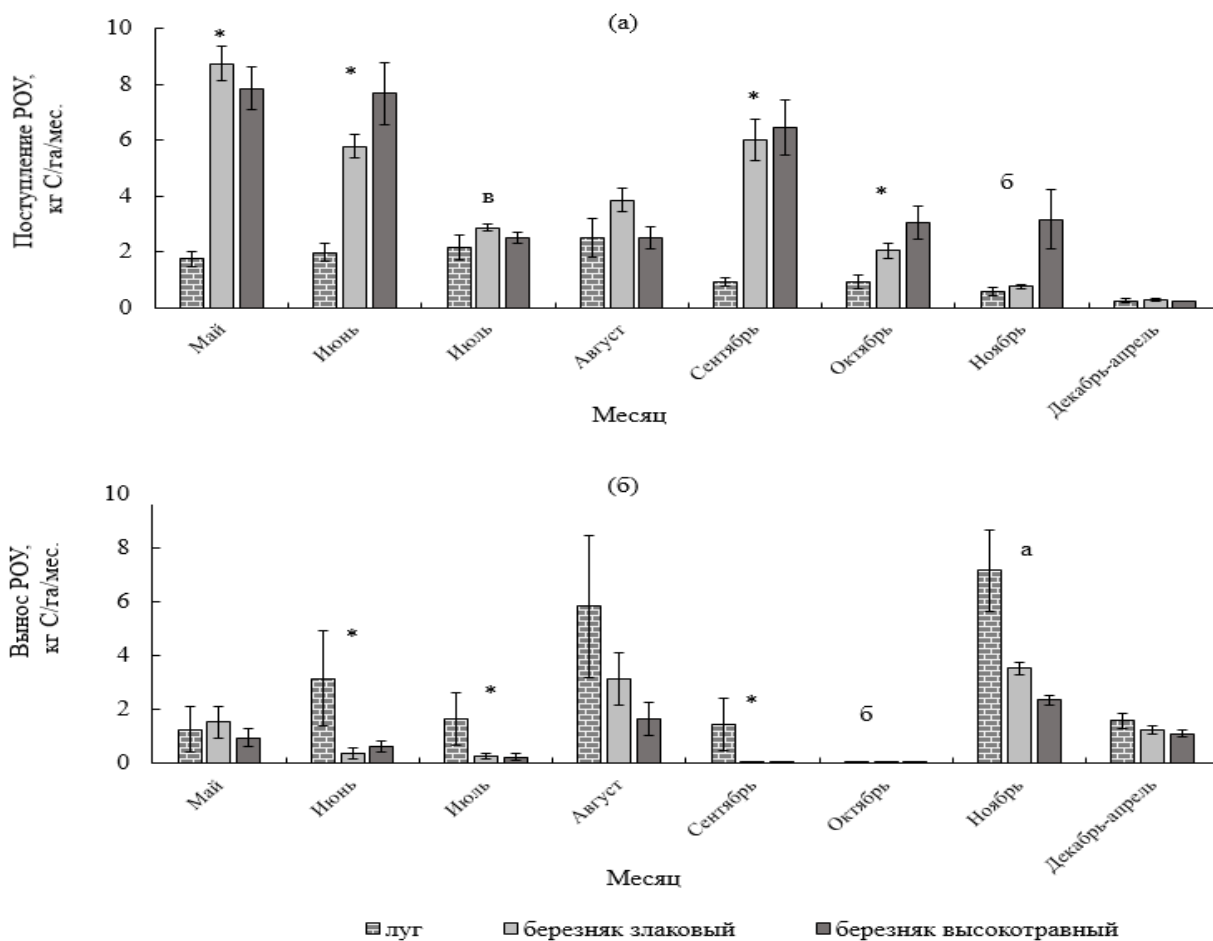 (а)
Поступление РОУ,
кг С/га/мес.
10
8
6
4
2
0
*
*
в
*
*
б
Май
Июнь
Июль
Август
Сентябрь
Октябрь
Ноябрь
Декабрь-апрель
Месяц
(б)
Вынос РОУ,
кг С/га/мес.
10
8
6
4
2
0
*
*
*
б
а
Май
Июнь
Июль
Август
Сентябрь
Октябрь
Ноябрь
Декабрь-апрель
Месяц
луг березняк злаковый березняк высокотравный